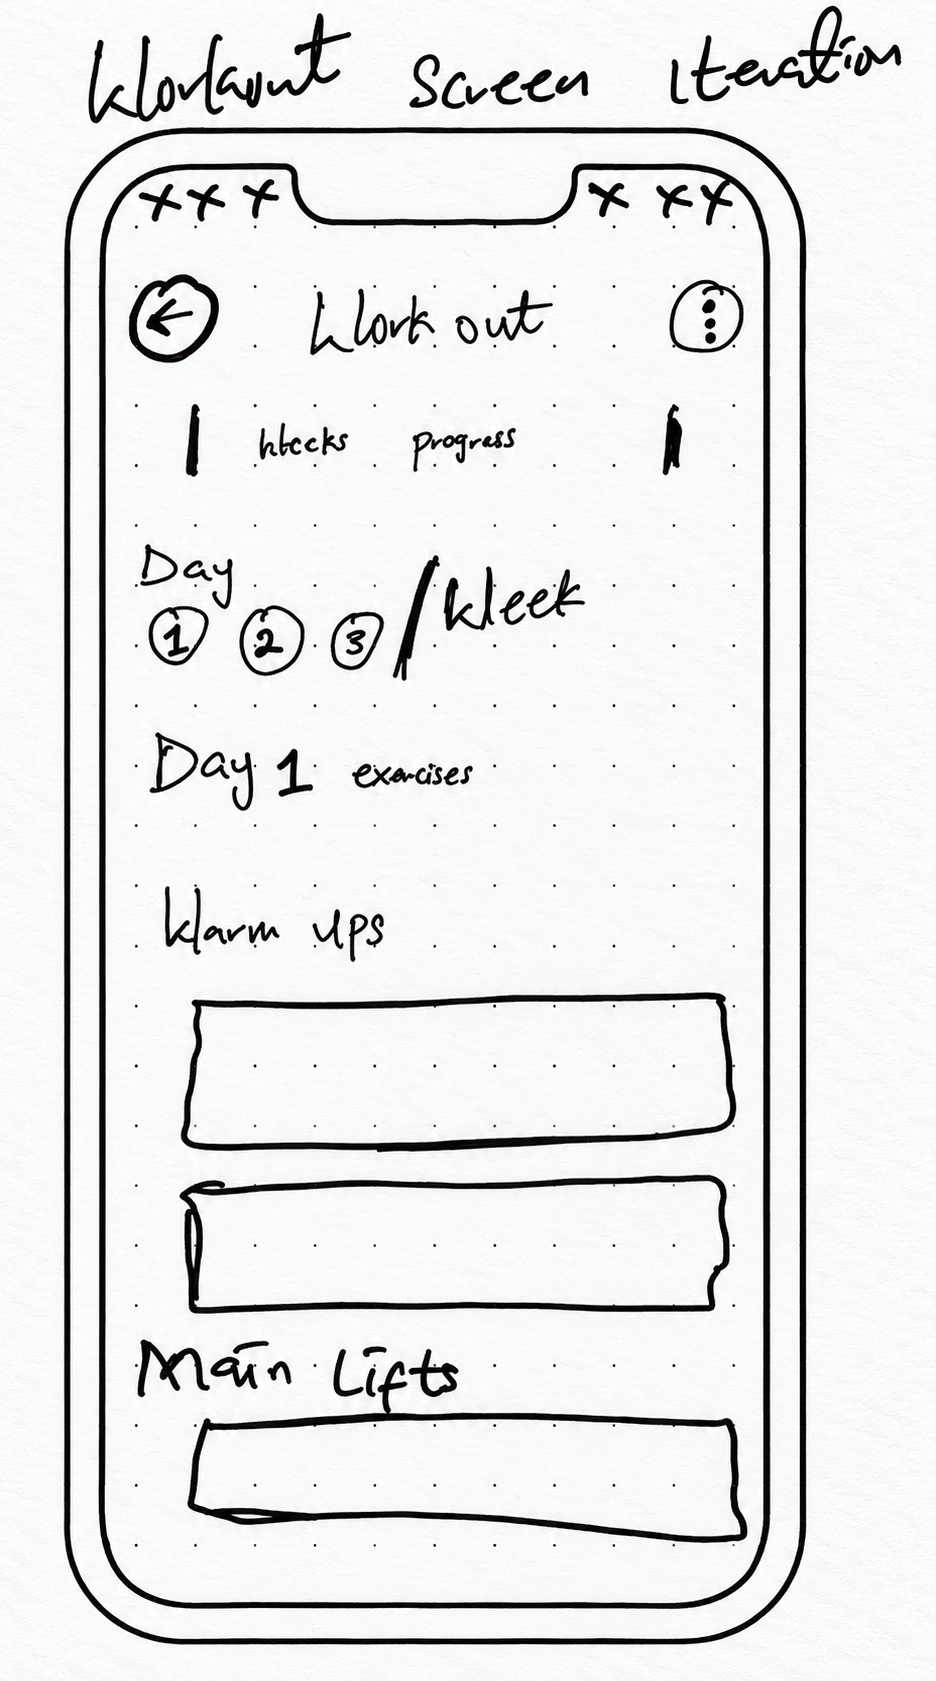 Workout Screen Iteration
x x x x x x
← Workout
weeks progress
Day
1 2 3 / week
Day 1 exercises
Warm ups
Main Lifts